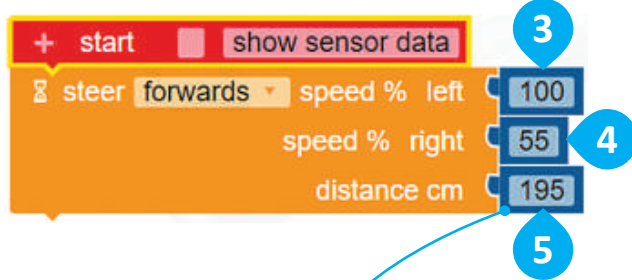 + start show sensor data
3
steer forwards speed % left 100
speed % right 55
4
distance cm 195
5